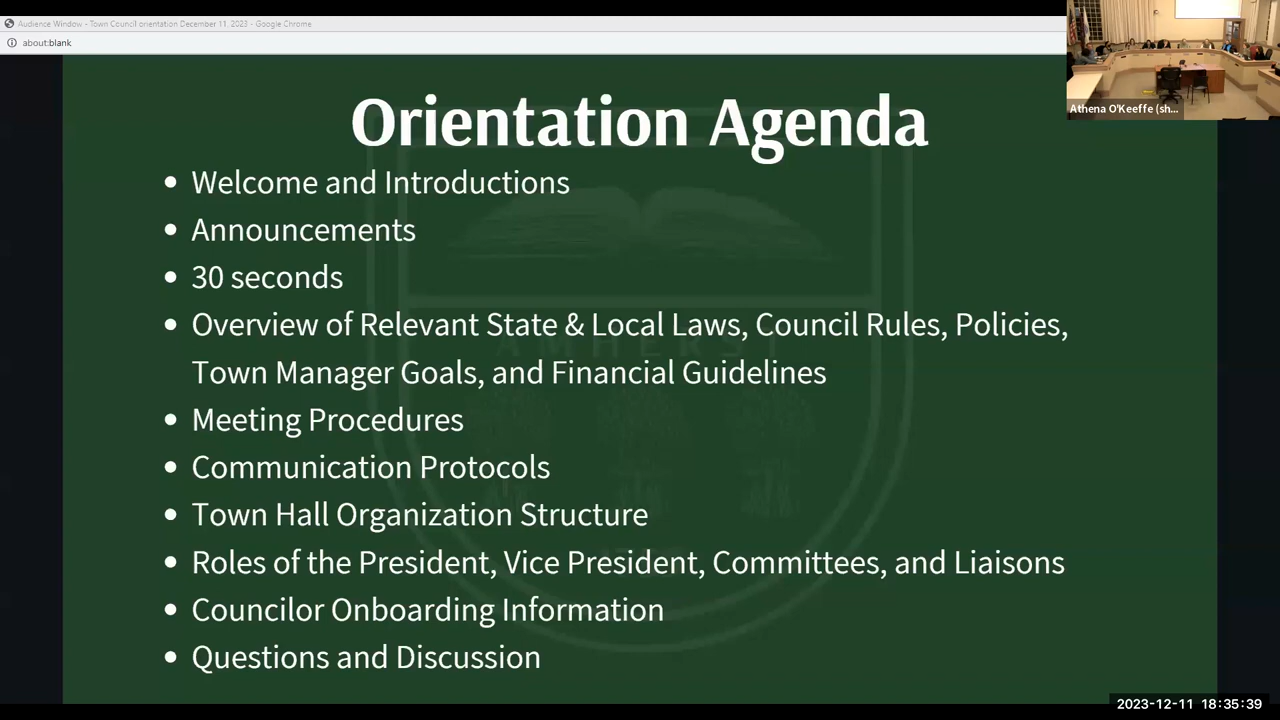 Audience Window - Town Council orientation December 11, 2023 - Google Chrome
about:blank
Athena O'Keeffe (sh...
Orientation Agenda
• Welcome and Introductions
• Announcements
• 30 seconds
• Overview of Relevant State & Local Laws, Council Rules, Policies,
Town Manager Goals, and Financial Guidelines
AMHERST
• Meeting Procedures
• Communication Protocols
• Town Hall Organization Structure
• Roles of the President, Vice President, Committees, and Liaisons
• Councilor Onboarding Information
• Questions and Discussion
2023-12-11 18:35:39